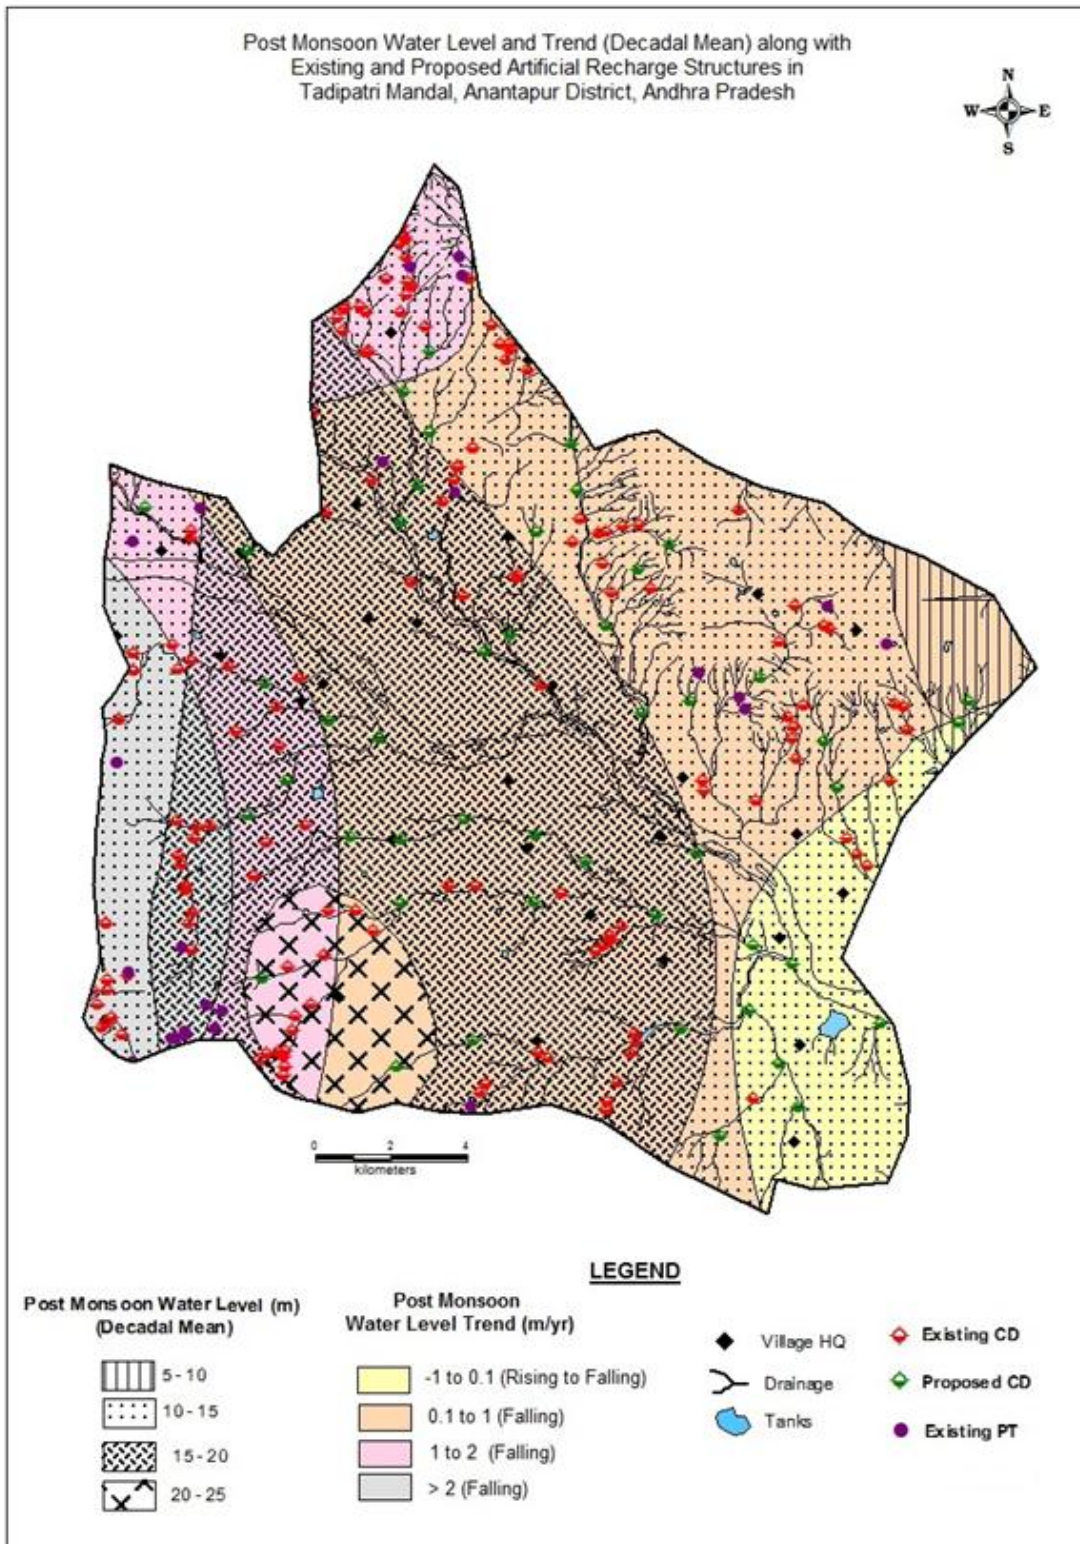 Post Monsoon Water Level and Trend (Decadal Mean) along with
Existing and Proposed Artificial Recharge Structures in
Tadipatri Mandal, Anantapur District, Andhra Pradesh
N
W E
S
0 2 4
kilometers
LEGEND
Post Monsoon Water Level (m)
(Decadal Mean)
5 - 10
10 - 15
15 - 20
20 - 25
Post Monsoon
Water Level Trend (m/yr)
-1 to 0.1 (Rising to Falling)
0.1 to 1 (Falling)
1 to 2 (Falling)
> 2 (Falling)
Village HQ
Drainage
Tanks
Existing CD
Proposed CD
Existing PT